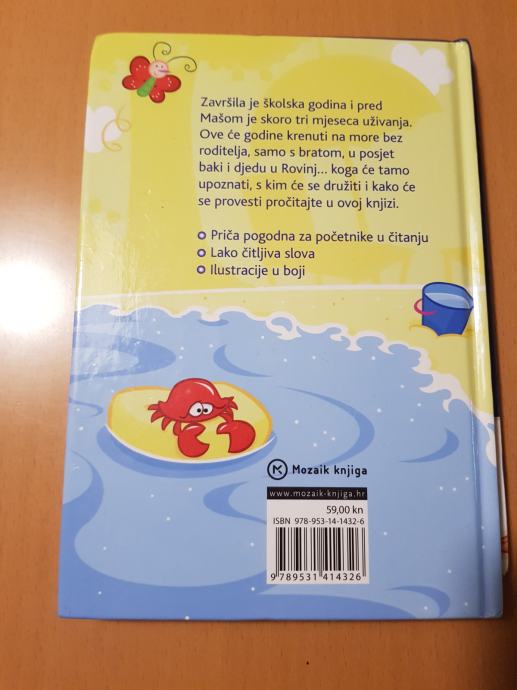 Završila je školska godina i pred
Mašom je skoro tri mjeseca uživanja.
Ove će godine krenuti na more bez
roditelja, samo s bratom, u posjet
baki i djedu u Rovinj... koga će tamo
upoznati, s kim će se družiti i kako će
se provesti pročitajte u ovoj knjizi.
Priča pogodna za početnike u čitanju
Lako čitljiva slova
Ilustracije u boji
Mozaik knjiga
www.mozaik-knjiga.hr
59,00 kn
ISBN 978-953-14-1432-6
9 789531 414326